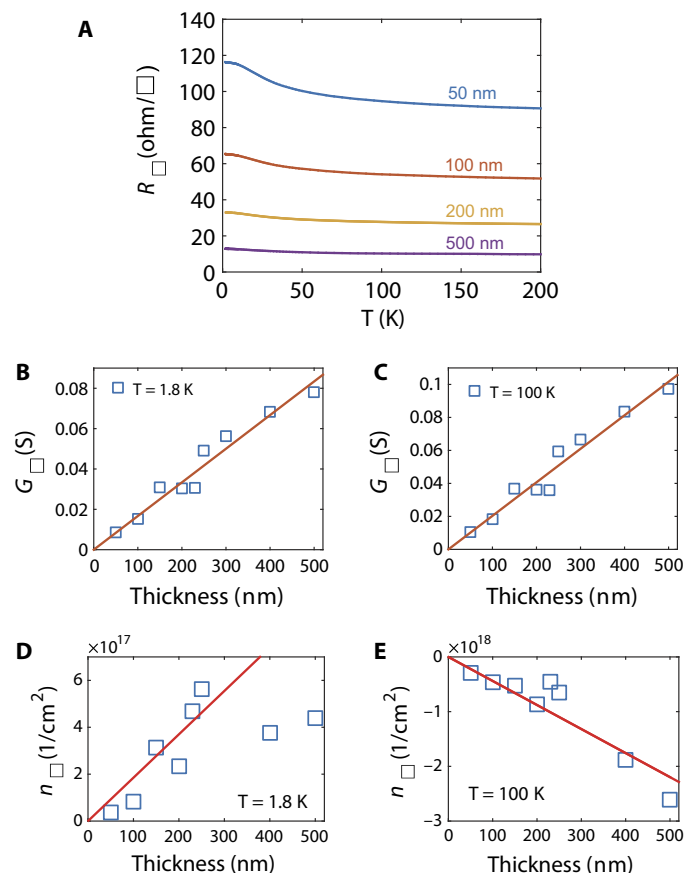 A
140
120
100
80
60
40
20
0
R□(ohm/□)
50 nm
100 nm
200 nm
500 nm
0 50 100 150 200
T (K)
B
0.08
0.06
0.04
0.02
0
G□(S)
T = 1.8 K
0 100 200 300 400 500
Thickness (nm)
C
0.1
0.08
0.06
0.04
0.02
0
G□(S)
T = 100 K
0 100 200 300 400 500
Thickness (nm)
D
×10¹⁷
6
4
2
0
n□(1/cm²)
T = 1.8 K
0 100 200 300 400 500
Thickness (nm)
E
×10¹⁸
0
−1
−2
−3
n□(1/cm²)
T = 100 K
0 100 200 300 400 500
Thickness (nm)